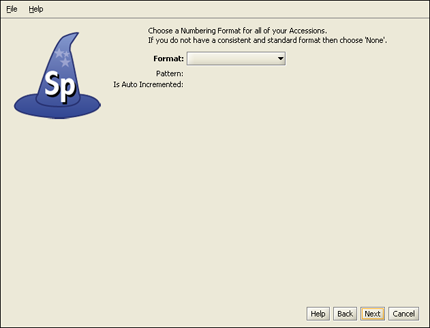 File Help
Choose a Numbering Format for all of your Accessions.
If you do not have a consistent and standard format then choose 'None'.
Sp
Format:
Pattern:
Is Auto Incremented:
Help Back Next Cancel